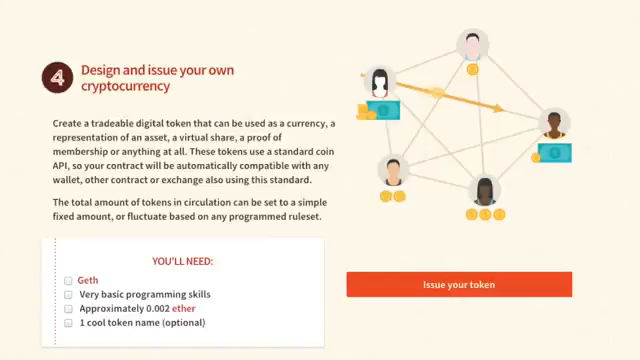 4
Design and issue your own
cryptocurrency
Create a tradeable digital token that can be used as a currency, a
representation of an asset, a virtual share, a proof of
membership or anything at all. These tokens use a standard coin
API, so your contract will be automatically compatible with any
wallet, other contract or exchange also using this standard.
The total amount of tokens in circulation can be set to a simple
fixed amount, or fluctuate based on any programmed ruleset.
YOU'LL NEED:
Geth
Very basic programming skills
Approximately 0.002 ether
1 cool token name (optional)
Issue your token